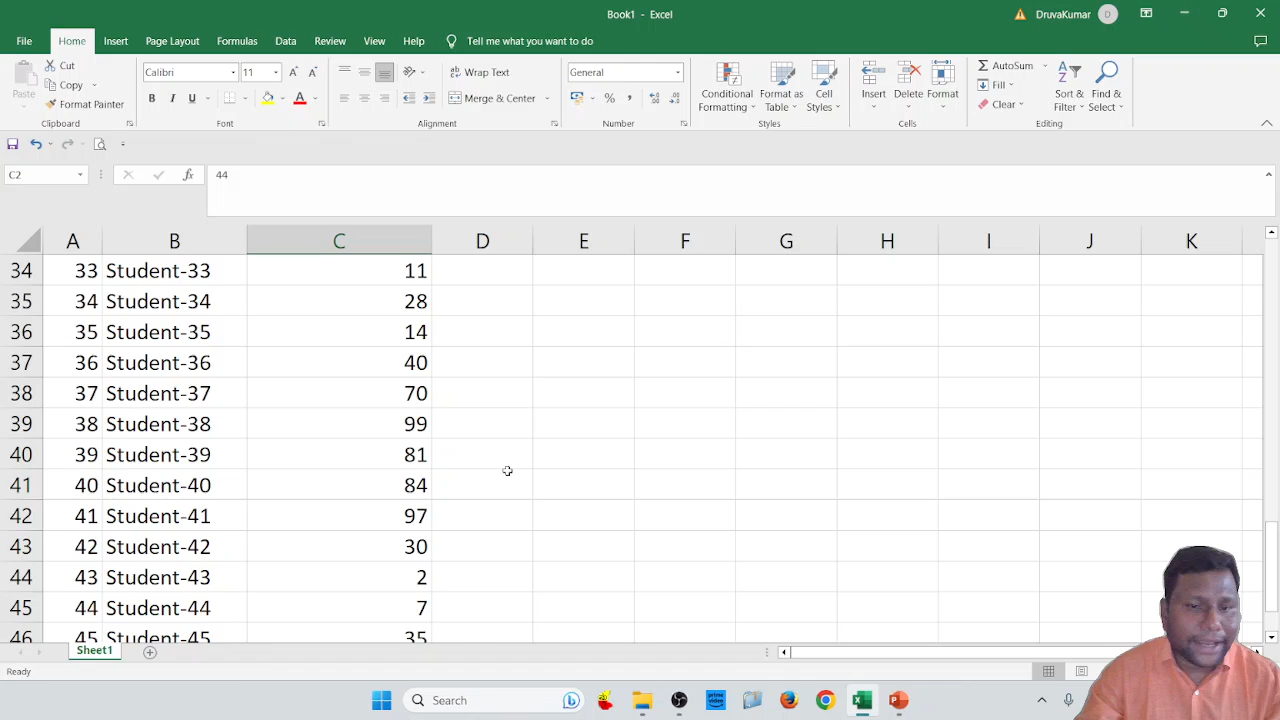 Book1 - Excel
DruvaKumar D
File Home Insert Page Layout Formulas Data Review View Help Tell me what you want to do
Paste Cut Copy Format Painter
Calibri 11
B I U
Wrap Text
Merge & Center
General
% ,
Conditional Formatting Format as Table Cell Styles
Insert Delete Format
AutoSum
Fill
Clear
Sort & Filter Find & Select
Clipboard Font Alignment Number Styles Cells Editing
C2 fx 44
A B C D E F G H I J K
34 33 Student-33 11
35 34 Student-34 28
36 35 Student-35 14
37 36 Student-36 40
38 37 Student-37 70
39 38 Student-38 99
40 39 Student-39 81
41 40 Student-40 84
42 41 Student-41 97
43 42 Student-42 30
44 43 Student-43 2
45 44 Student-44 7
46 45 Student-45 35
Sheet1
Ready
Search